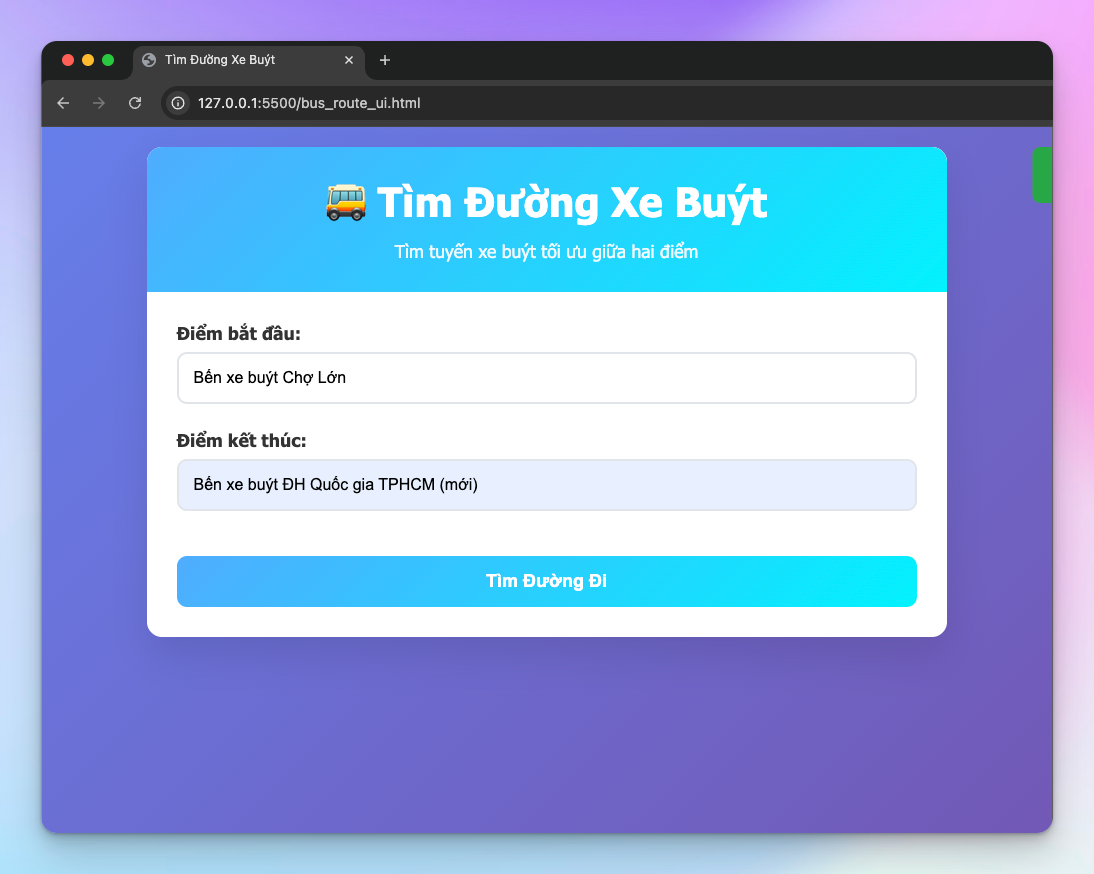 Tìm Đường Xe Buýt
127.0.0.1:5500/bus_route_ui.html
Tìm Đường Xe Buýt
Tìm tuyến xe buýt tối ưu giữa hai điểm
Điểm bắt đầu:
Bến xe buýt Chợ Lớn
Điểm kết thúc:
Bến xe buýt ĐH Quốc gia TPHCM (mới)
Tìm Đường Đi